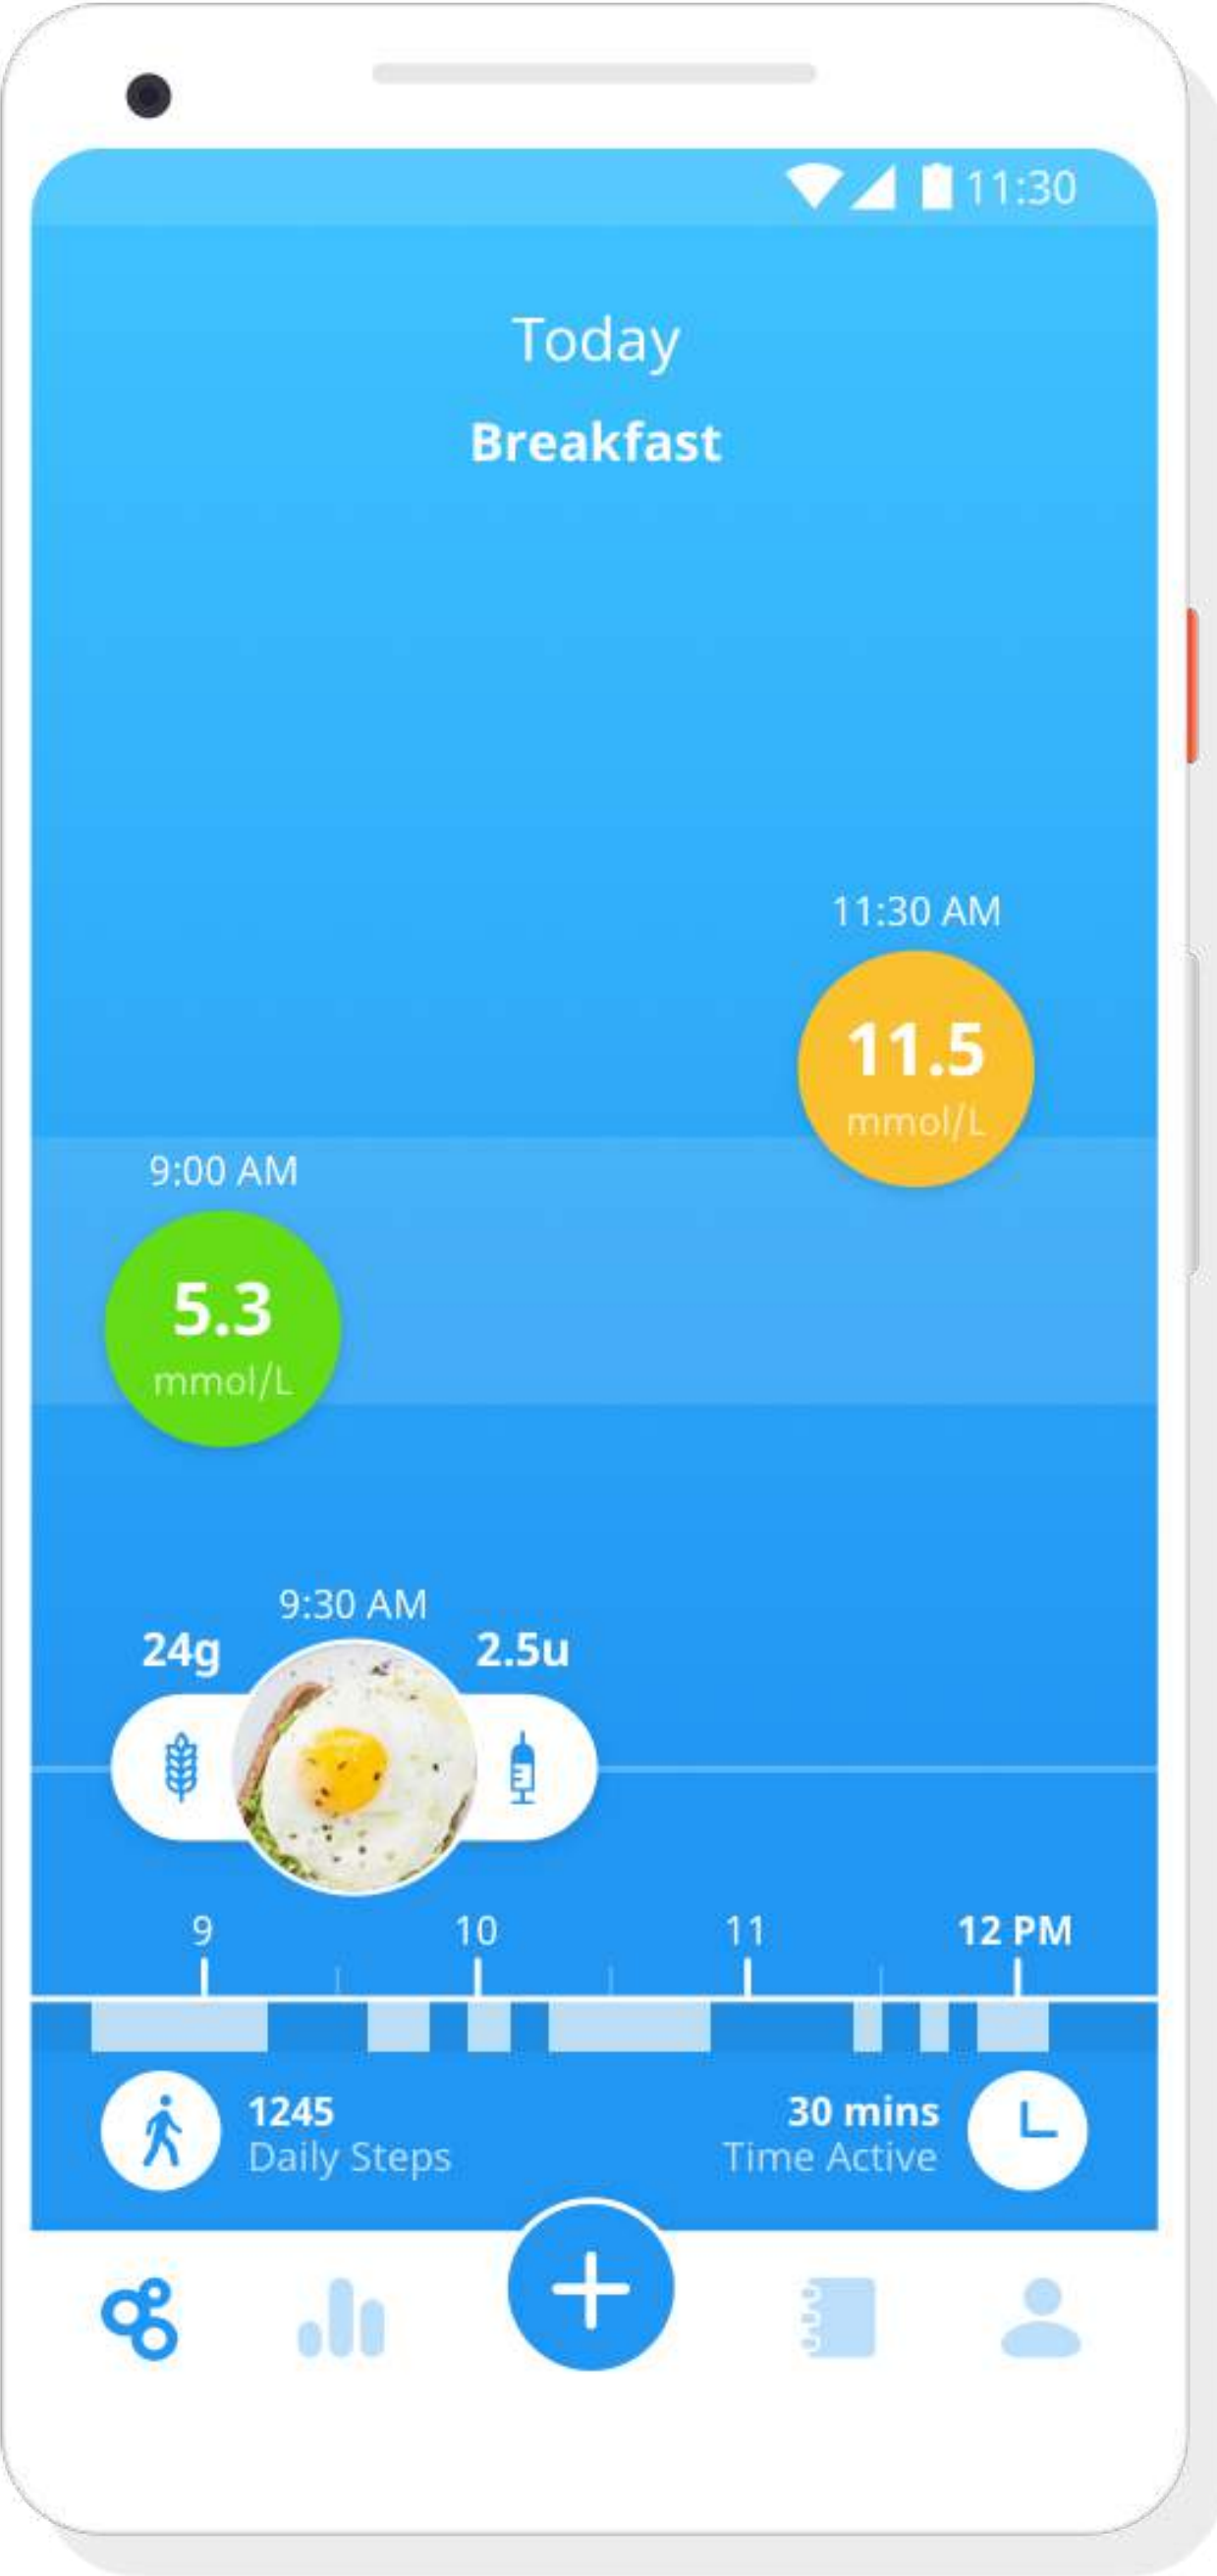 11:30
Today
Breakfast
11:30 AM
11.5
mmol/L
9:00 AM
5.3
mmol/L
9:30 AM
24g
2.5u
9
10
11
12 PM
1245
Daily Steps
30 mins
Time Active